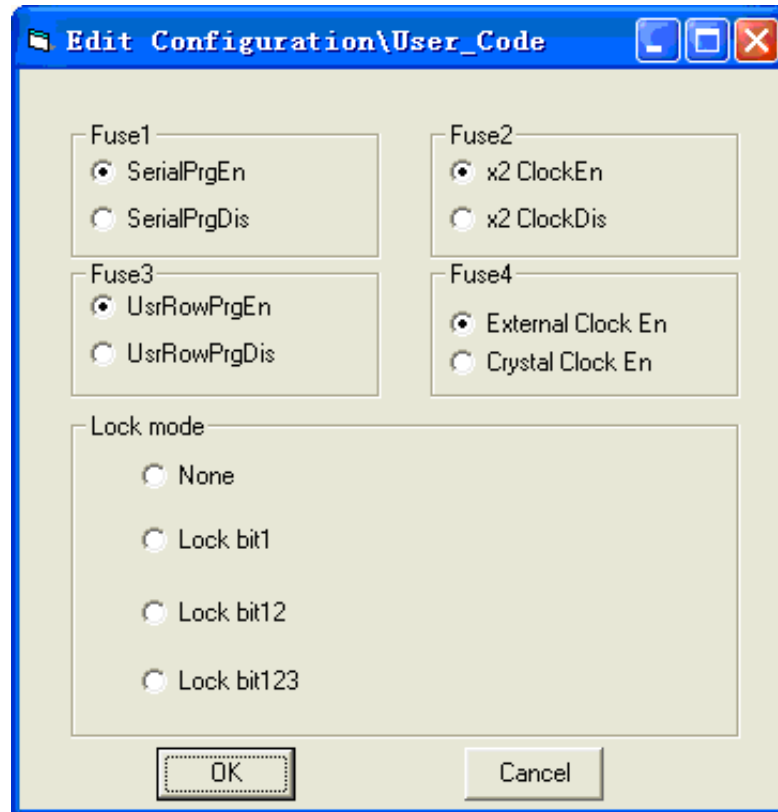 Edit Configuration\User_Code
Fuse1
SerialPrgEn
SerialPrgDis
Fuse2
x2 ClockEn
x2 ClockDis
Fuse3
UsrRowPrgEn
UsrRowPrgDis
Fuse4
External Clock En
Crystal Clock En
Lock mode
None
Lock bit1
Lock bit12
Lock bit123
OK
Cancel